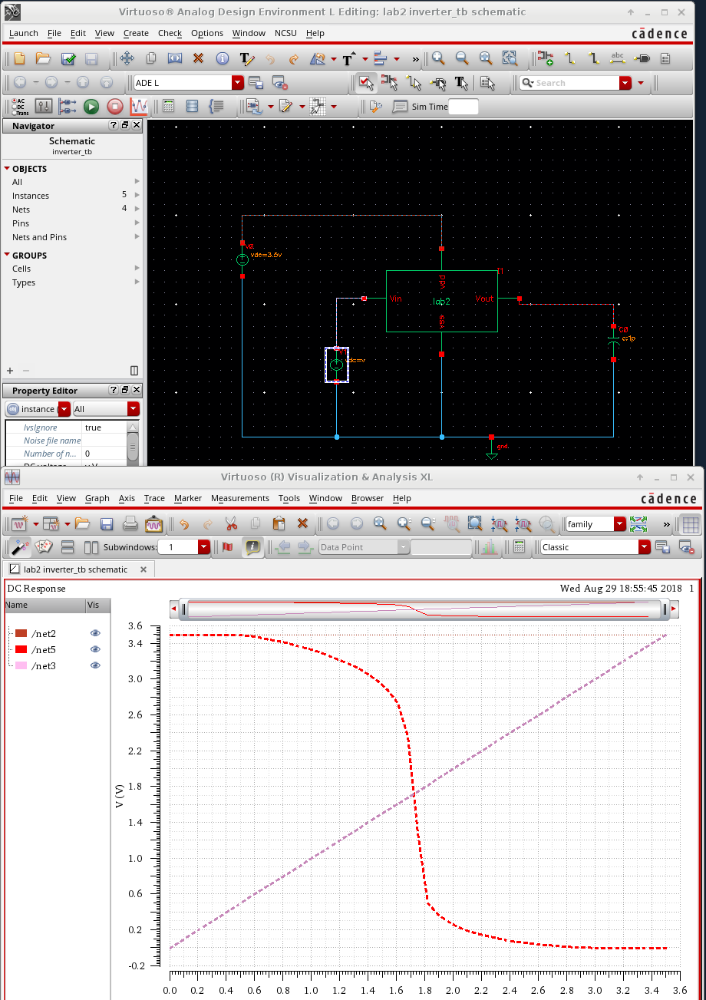 Virtuoso® Analog Design Environment L Editing: lab2 inverter_tb schematic
Launch File Edit View Create Check Options Window NCSU Help
cādence
ADE L
Search
AC
DC
Trans
Sim Time
Navigator
Schematic
inverter_tb
OBJECTS
All
Instances 5
Nets 4
Pins
Nets and Pins
GROUPS
Cells
Types
Property Editor
instance ( All
lvsIgnore true
Noise file name
Number of n... 0
vdc=3.5v
I1
vdd
Vin lab2 Vout
C0
gnd
Virtuoso (R) Visualization & Analysis XL
File Edit View Graph Axis Trace Marker Measurements Tools Window Browser Help
cādence
family
Subwindows: 1
Data Point
Classic
lab2 inverter_tb schematic
DC Response
Wed Aug 29 18:55:45 2018 1
Name Vis
/net2
/net5
/net3
3.6
3.4
3.0
2.6
2.2
1.8
1.4
1.0
0.6
0.2
-0.2
V (V)
0.0 0.2 0.4 0.6 0.8 1.0 1.2 1.4 1.6 1.8 2.0 2.2 2.4 2.6 2.8 3.0 3.2 3.4 3.6